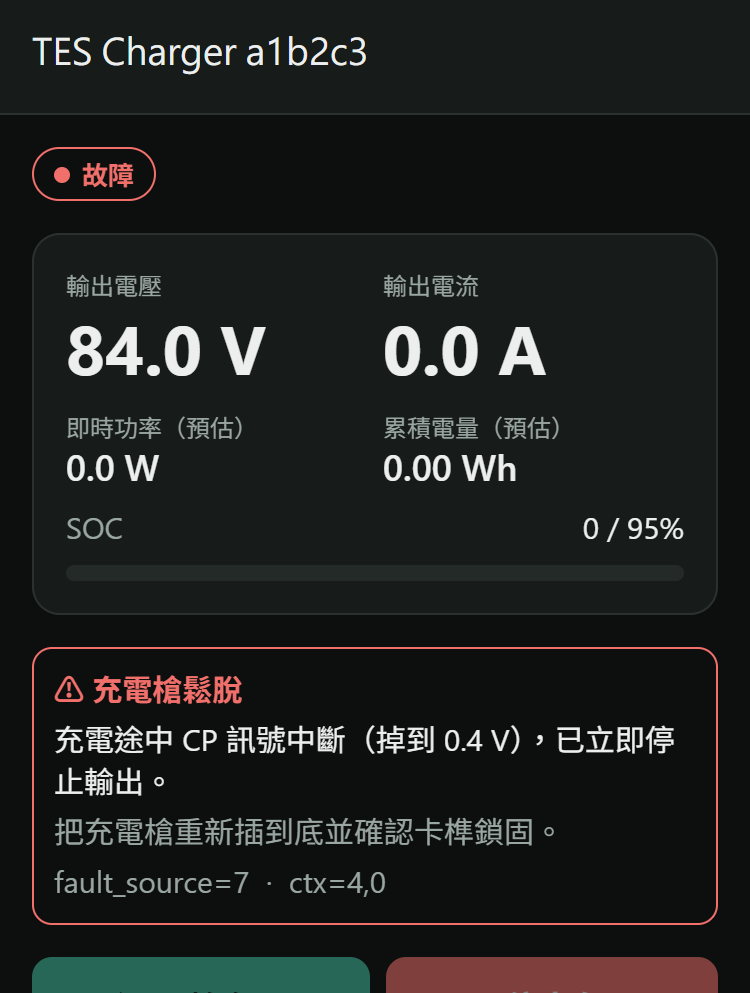 TES Charger a1b2c3
故障
輸出電壓 輸出電流
84.0 V 0.0 A
即時功率（預估） 累積電量（預估）
0.0 W 0.00 Wh
SOC 0 / 95%
充電槍鬆脫
充電途中 CP 訊號中斷（掉到 0.4 V），已立即停
止輸出。
把充電槍重新插到底並確認卡榫鎖固。
fault_source=7 · ctx=4,0